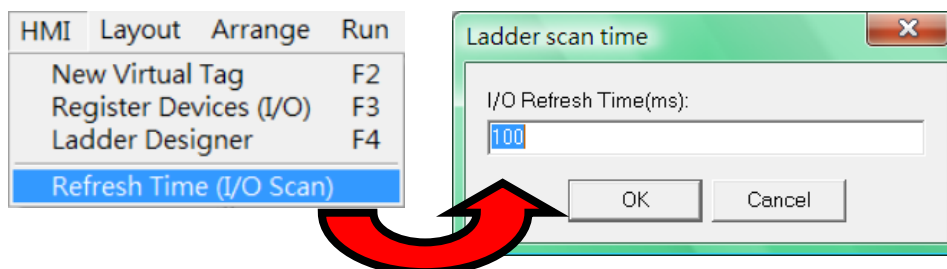 HMI Layout Arrange Run
New Virtual Tag F2
Register Devices (I/O) F3
Ladder Designer F4
Refresh Time (I/O Scan)
Ladder scan time
I/O Refresh Time(ms):
100
OK Cancel